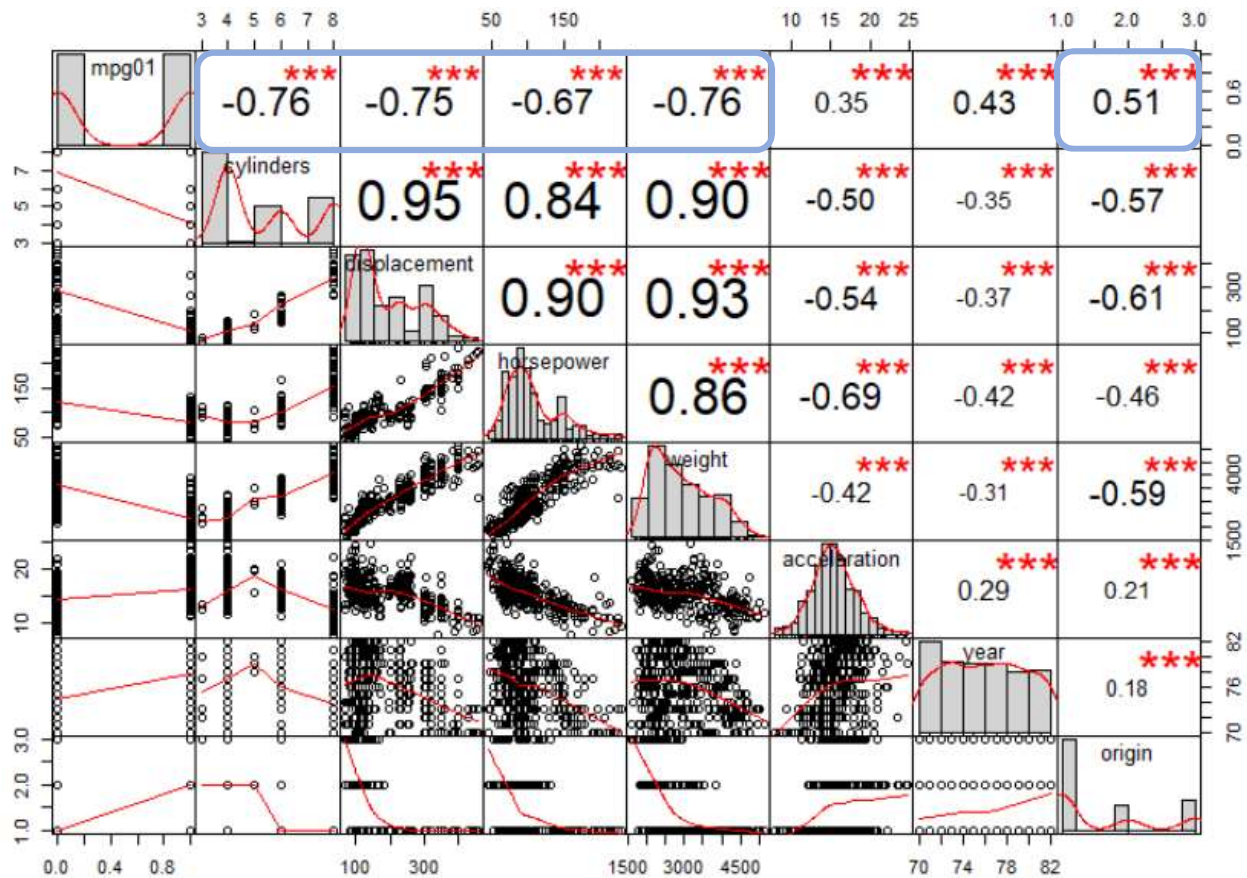 3 4 5 6 7 8 50 150 10 15 20 25 1.0 2.0 3.0
mpg01 *** -0.76 *** -0.75 *** -0.67 *** -0.76 *** 0.35 *** 0.43 *** 0.51 0.0 0.6
3 5 7 cylinders *** 0.95 *** 0.84 *** 0.90 *** -0.50 *** -0.35 *** -0.57
displacement *** 0.90 *** 0.93 *** -0.54 *** -0.37 *** -0.61 100 300
50 150 horsepower *** 0.86 *** -0.69 *** -0.42 *** -0.46
weight *** -0.42 *** -0.31 *** -0.59 1500 4000
10 20 acceleration *** 0.29 *** 0.21
year *** 0.18 70 76 82
1.0 2.0 3.0 origin
0.0 0.4 0.8 100 300 1500 3000 4500 70 74 78 82